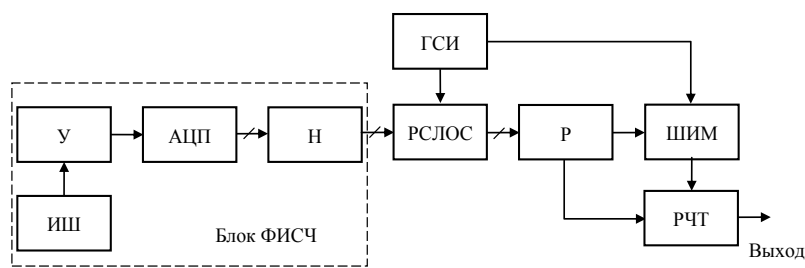 ГСИ
У
АЦП
Н
РСЛОС
Р
ШИМ
ИШ
Блок ФИСЧ
РЧТ
Выход